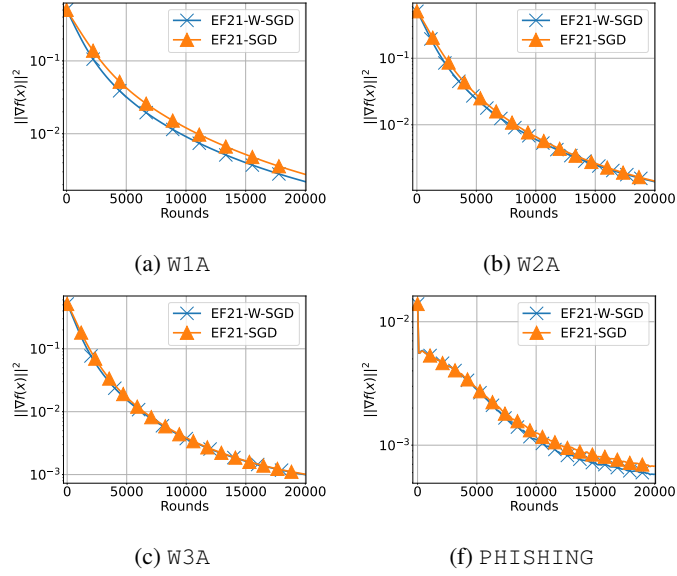 EF21-W-SGD
EF21-SGD
||∇f(x)||²
10⁻¹
10⁻²
0 5000 10000 15000 20000
Rounds
(a) W1A
EF21-W-SGD
EF21-SGD
||∇f(x)||²
10⁻¹
10⁻²
0 5000 10000 15000 20000
Rounds
(b) W2A
EF21-W-SGD
EF21-SGD
||∇f(x)||²
10⁻¹
10⁻²
10⁻³
0 5000 10000 15000 20000
Rounds
(c) W3A
EF21-W-SGD
EF21-SGD
||∇f(x)||²
10⁻²
10⁻³
0 5000 10000 15000 20000
Rounds
(f) PHISHING